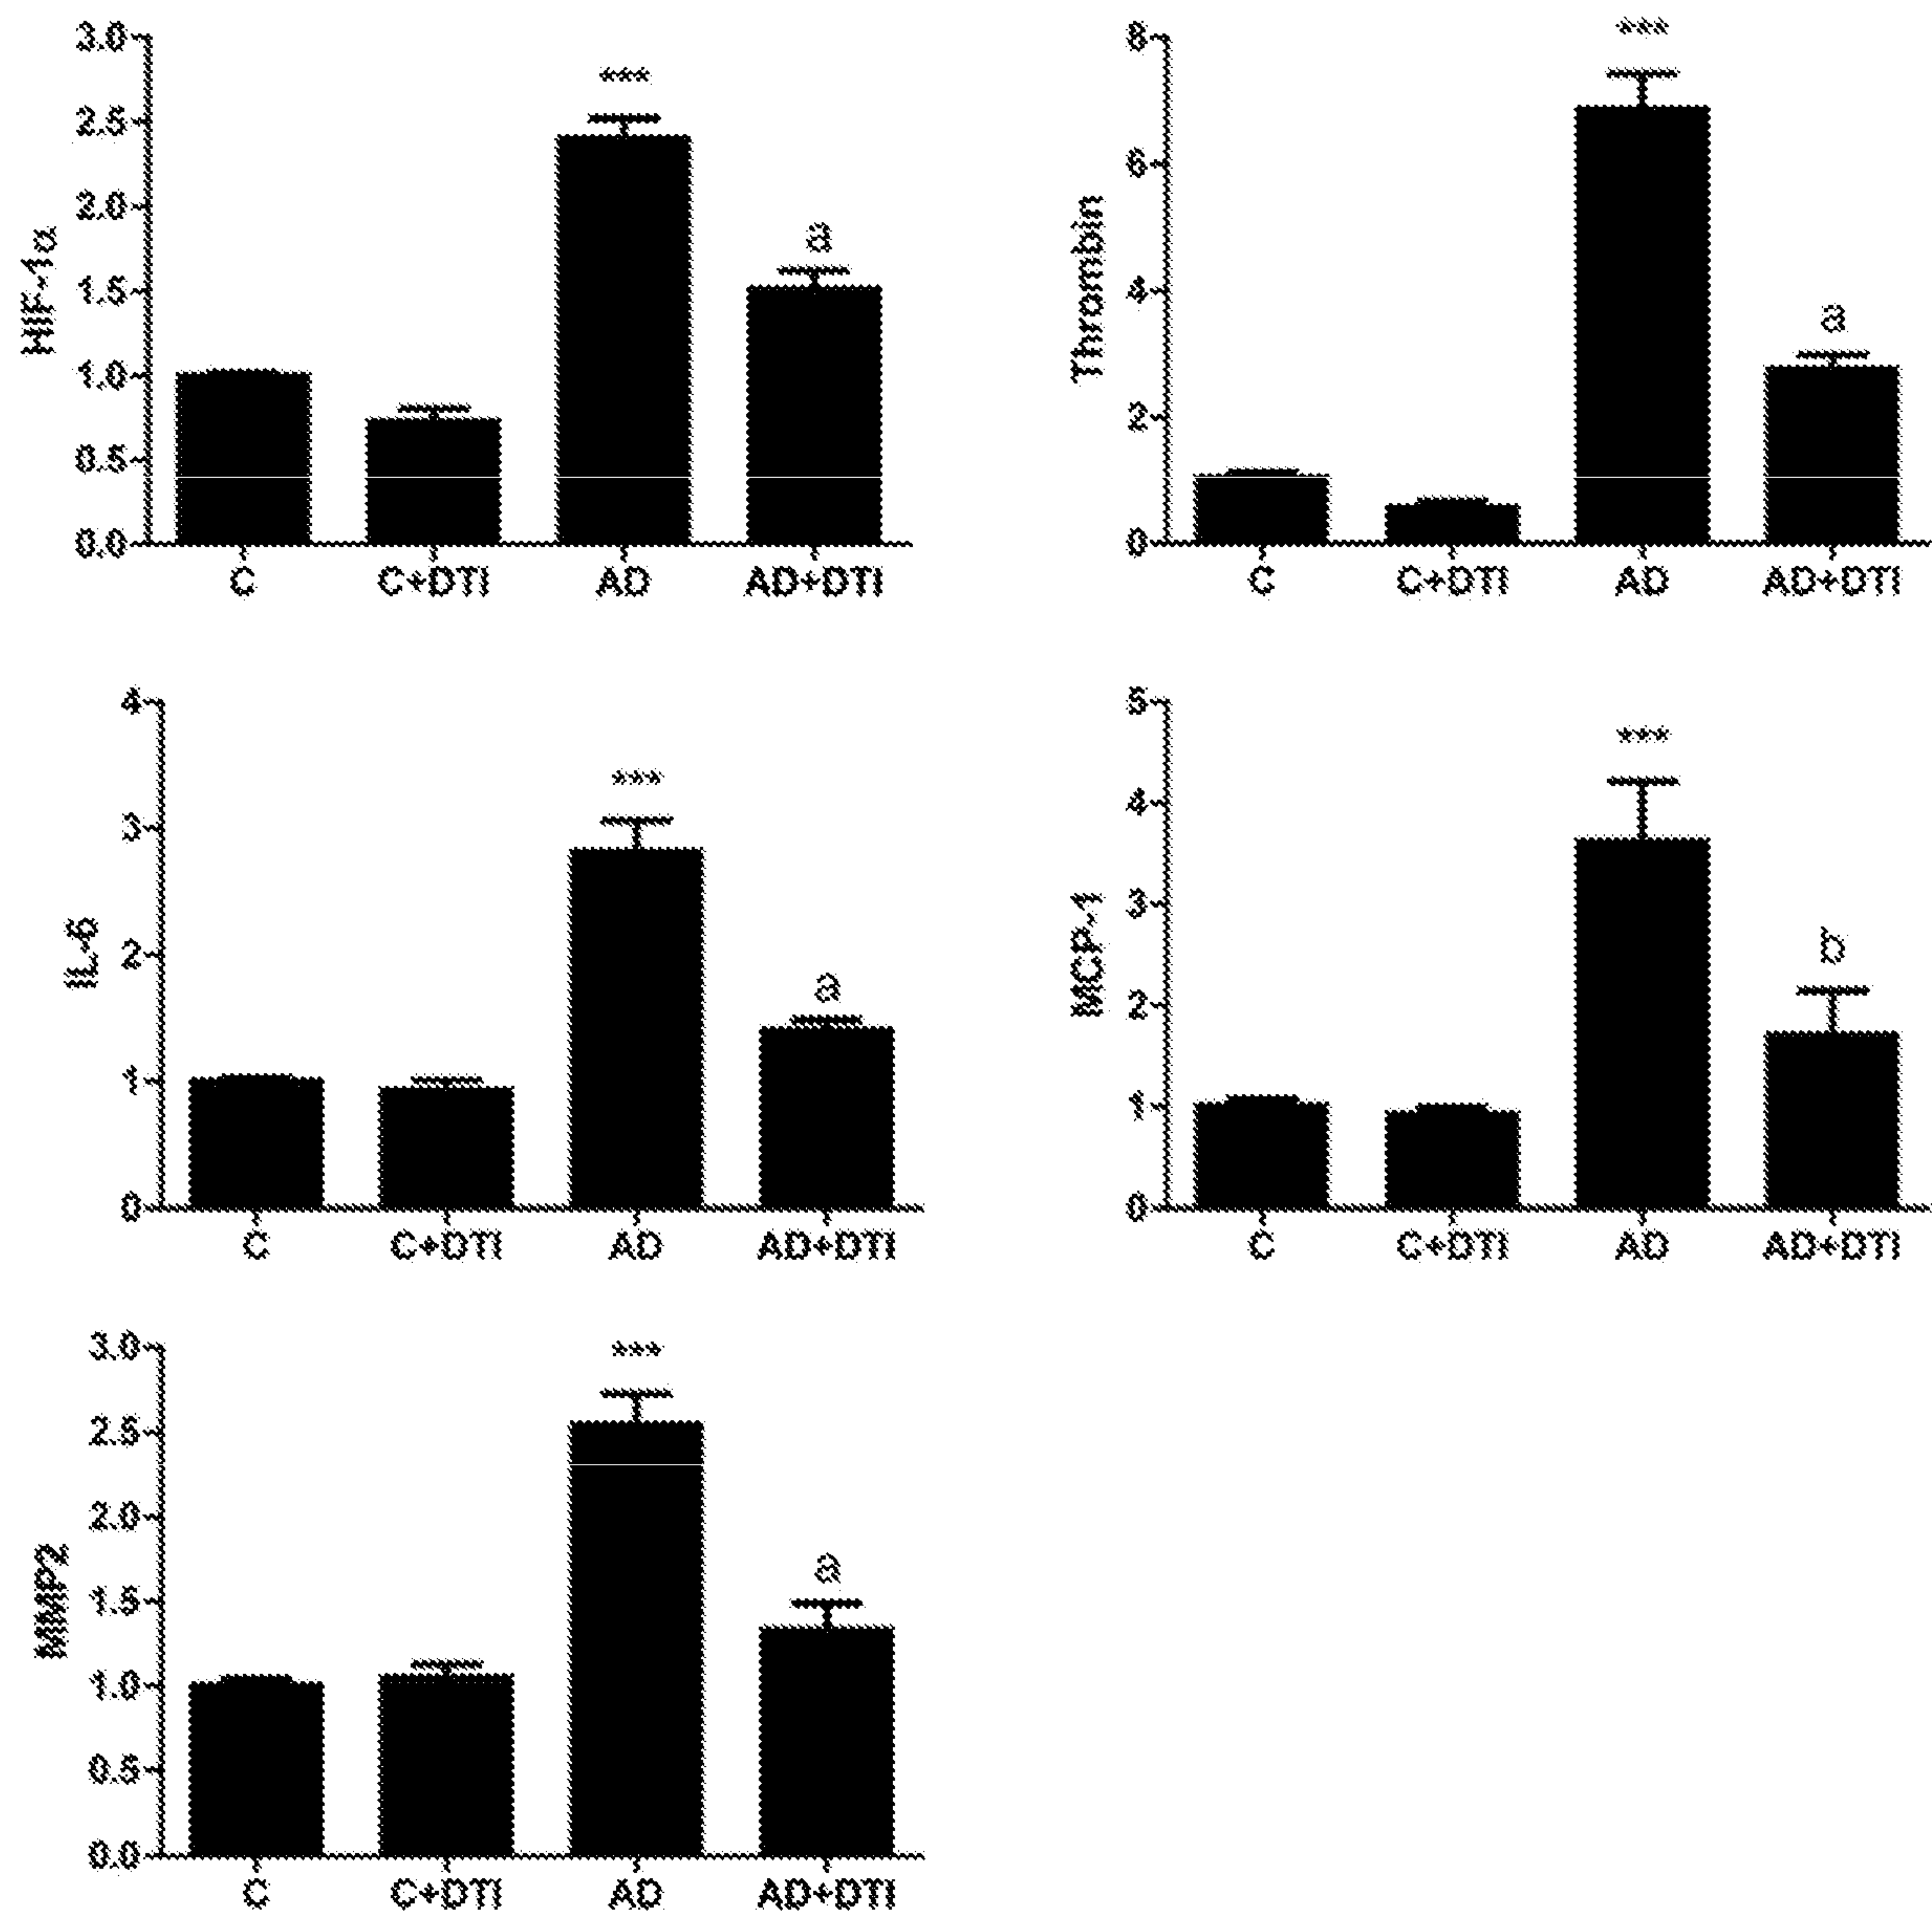 HIF-1α
3.0
2.5
2.0
1.5
1.0
0.5
0.0
***
a
C C+DTI AD AD+DTI
Thrombin
8
6
4
2
0
***
a
C C+DTI AD AD+DTI
IL-6
4
3
2
1
0
***
a
C C+DTI AD AD+DTI
MCP-1
5
4
3
2
1
0
***
b
C C+DTI AD AD+DTI
MMP2
3.0
2.5
2.0
1.5
1.0
0.5
0.0
***
a
C C+DTI AD AD+DTI